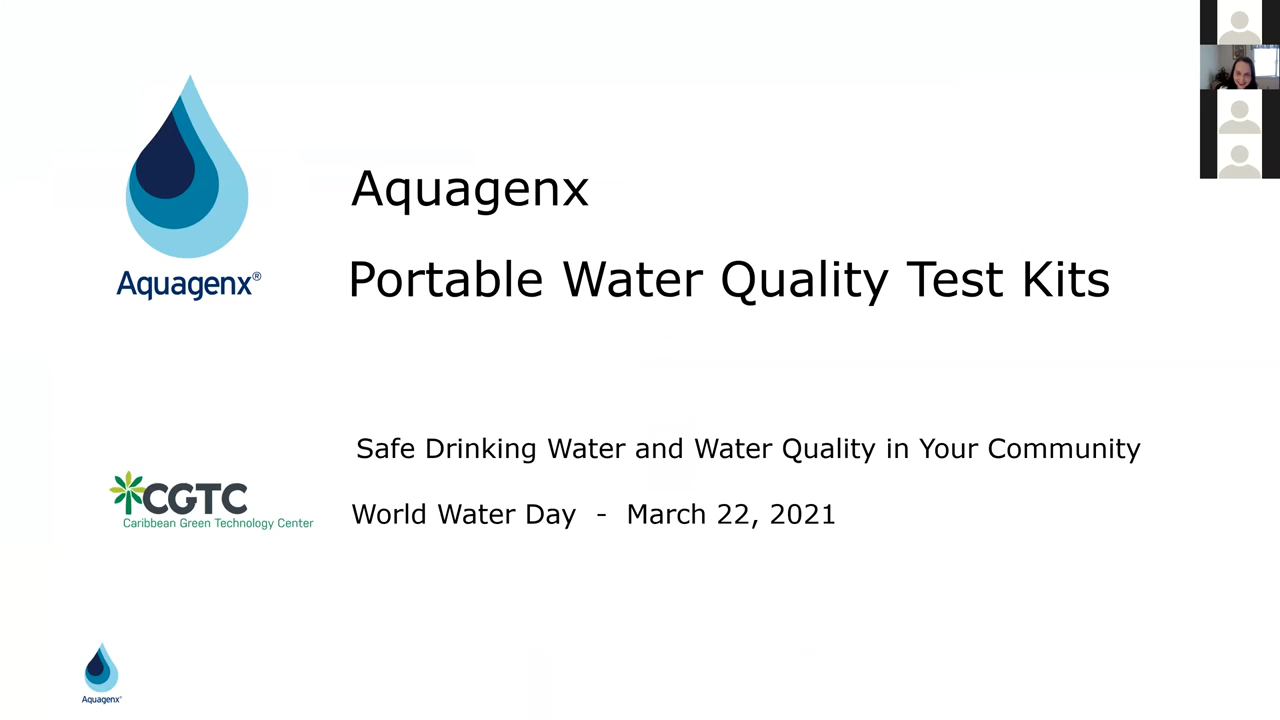 Aquagenx®
Aquagenx
Portable Water Quality Test Kits
Safe Drinking Water and Water Quality in Your Community
CGTC
Caribbean Green Technology Center
World Water Day - March 22, 2021
Aquagenx®